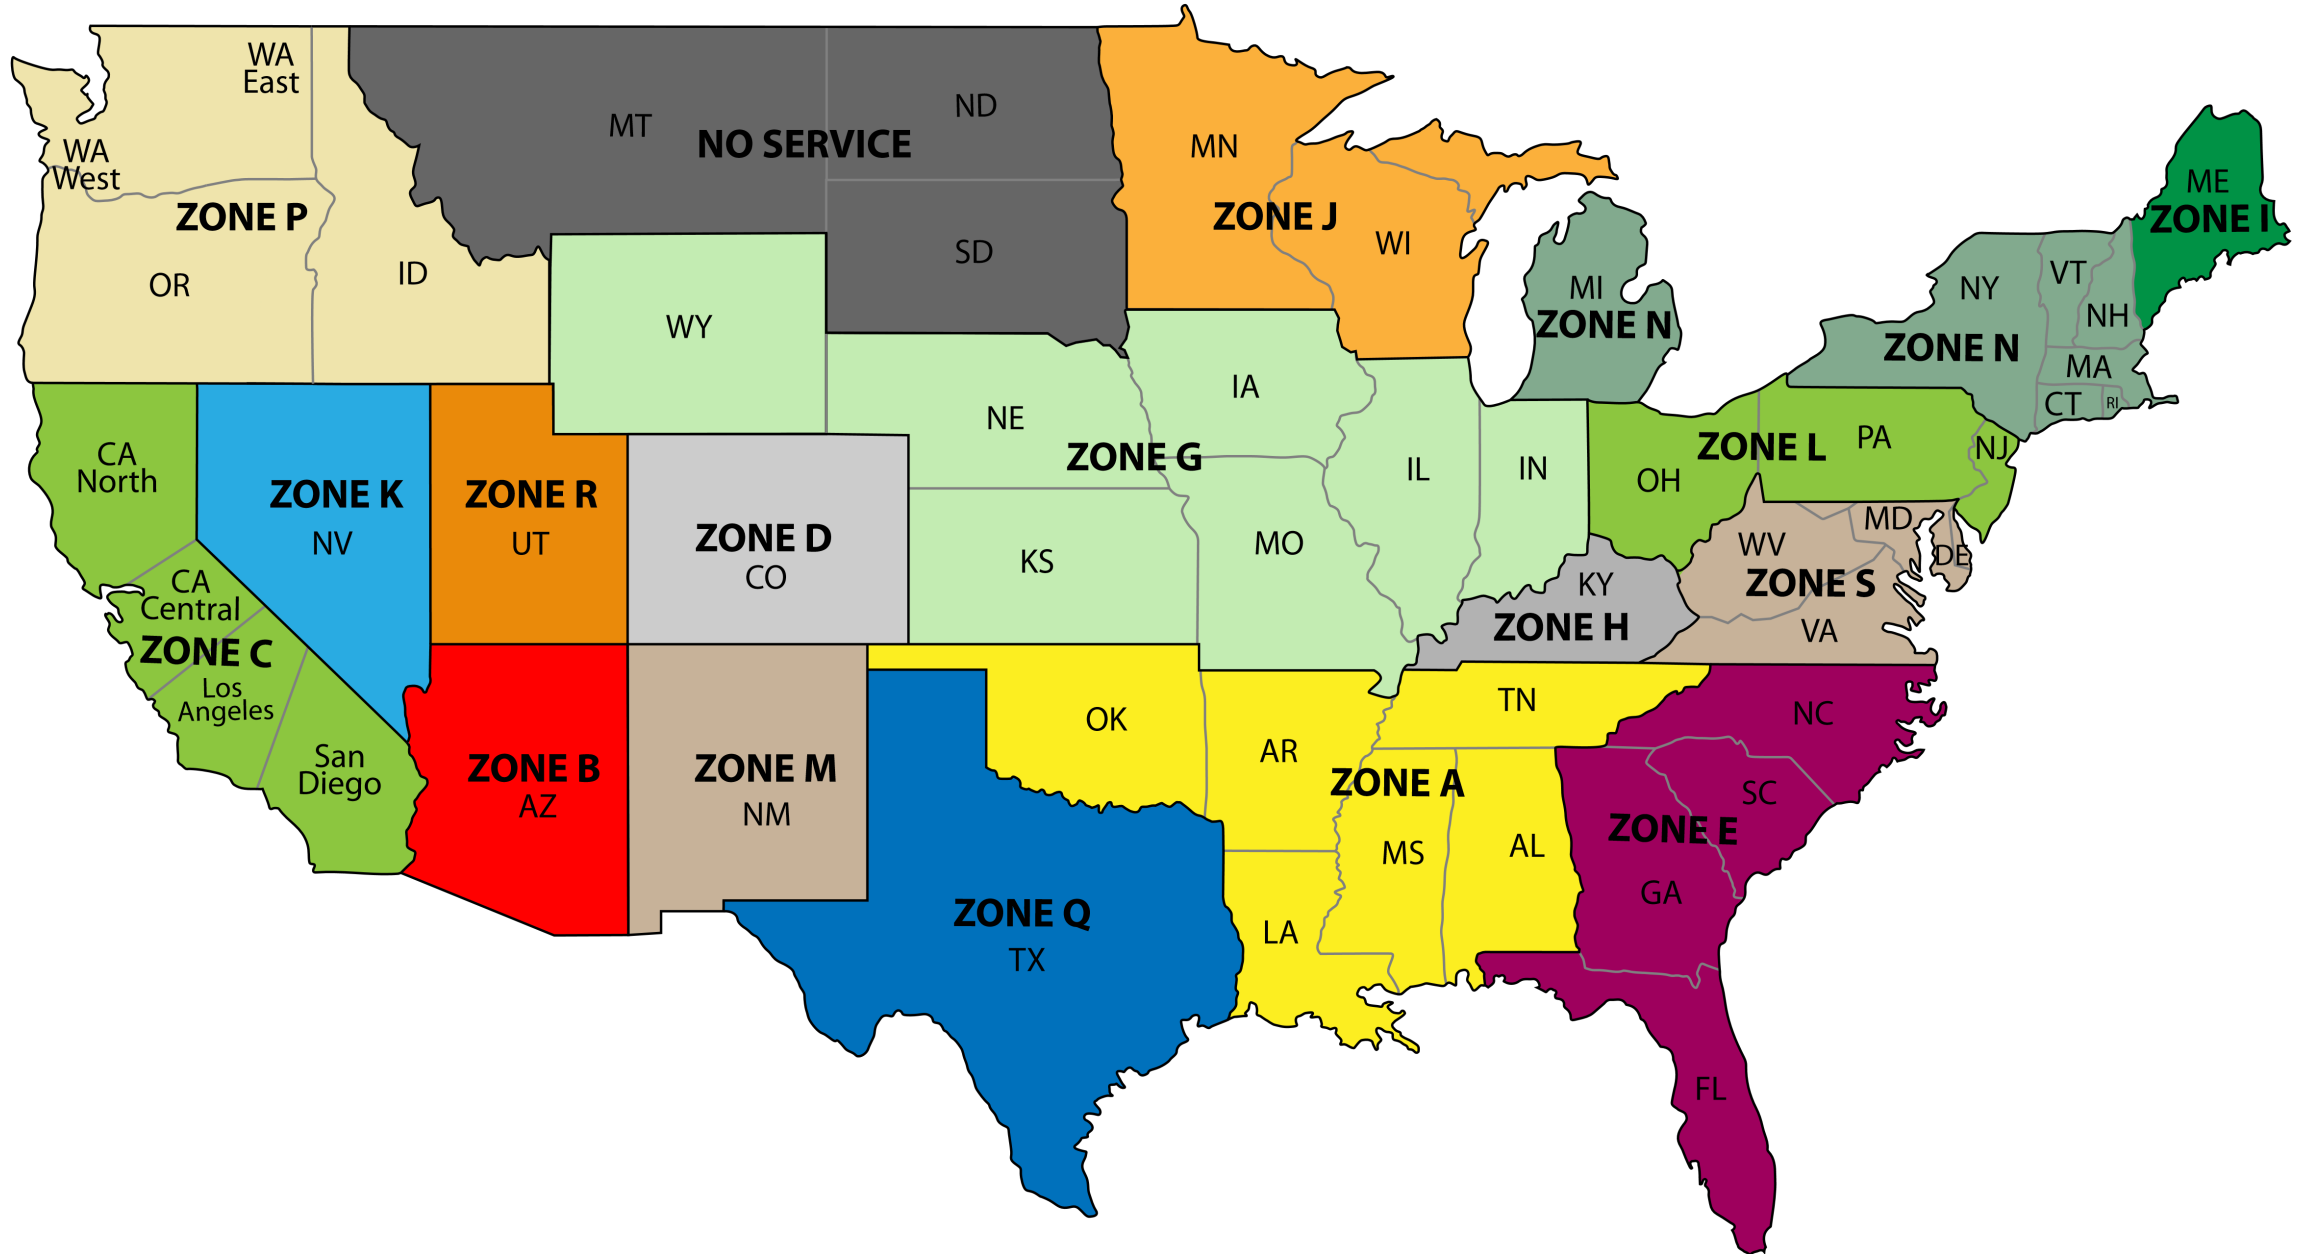 WA
East
WA
West
ZONE P
OR
ID
MT
NO SERVICE
ND
SD
MN
ZONE J
WI
MI
ZONE N
ME
ZONE I
NY
VT
NH
ZONE N
MA
CT
RI
WY
NE
IA
ZONE G
IL
IN
KS
MO
OH
ZONE L
PA
NJ
CA
North
ZONE K
NV
ZONE R
UT
ZONE D
CO
CA
Central
ZONE C
Los
Angeles
San
Diego
KY
ZONE H
WV
MD
DE
ZONE S
VA
ZONE B
AZ
ZONE M
NM
OK
AR
TN
ZONE A
MS
AL
LA
NC
SC
ZONE E
GA
FL
ZONE Q
TX